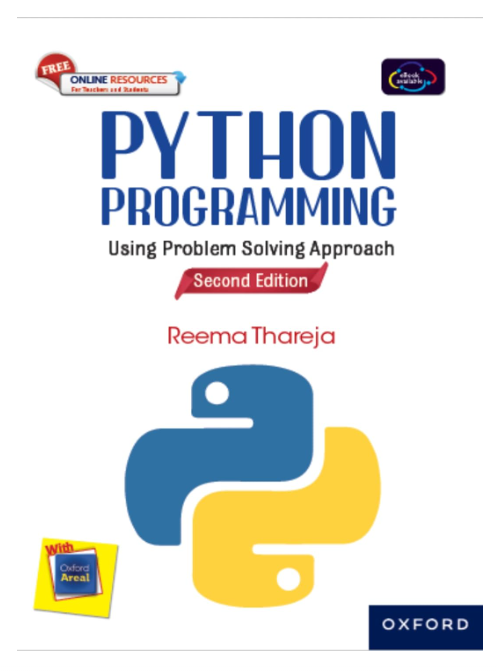 FREE
ONLINE RESOURCES
For Teachers and Students
eBook
available
PYTHON
PROGRAMMING
Using Problem Solving Approach
Second Edition
Reema Thareja
With
Oxford
Areal
OXFORD